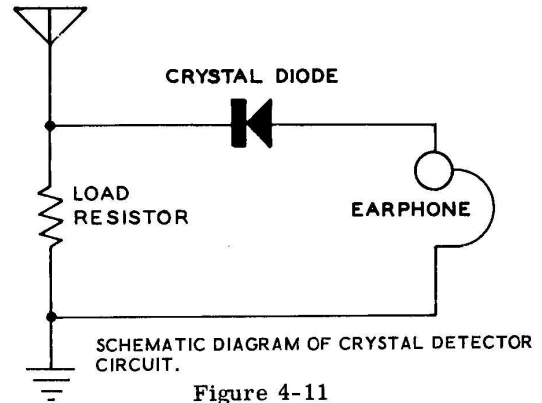 CRYSTAL DIODE
LOAD
RESISTOR
EARPHONE
SCHEMATIC DIAGRAM OF CRYSTAL DETECTOR
CIRCUIT.
Figure 4-11